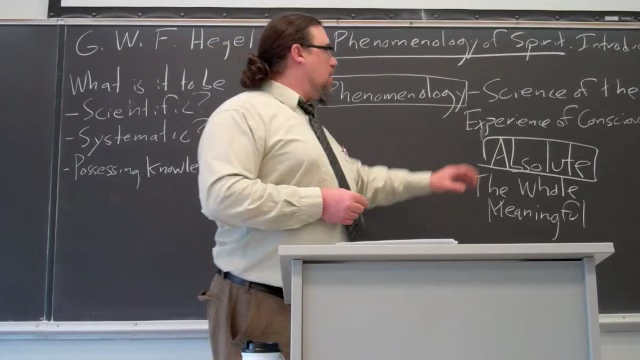 G. W. F. Hegel Phenomenology of Spirit, Introdu
What is it to be
- Scientific?
- Systematic?
- Possessing Knowle
Phenomenology - Science of the
Experience of Conscious
Absolute
The Whole
Meaningful